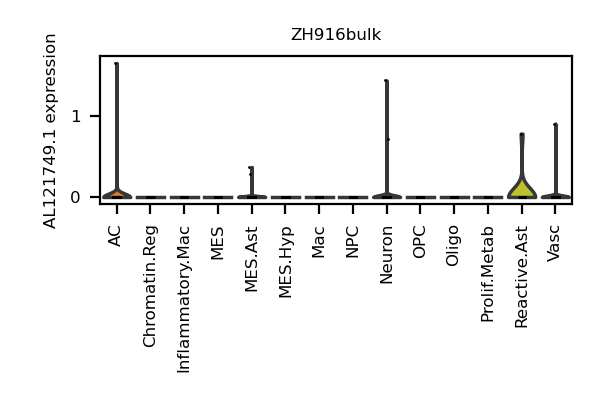 ZH916bulk
AL121749.1 expression
1
0
AC
Chromatin.Reg
Inflammatory.Mac
MES
MES.Ast
MES.Hyp
Mac
NPC
Neuron
OPC
Oligo
Prolif.Metab
Reactive.Ast
Vasc